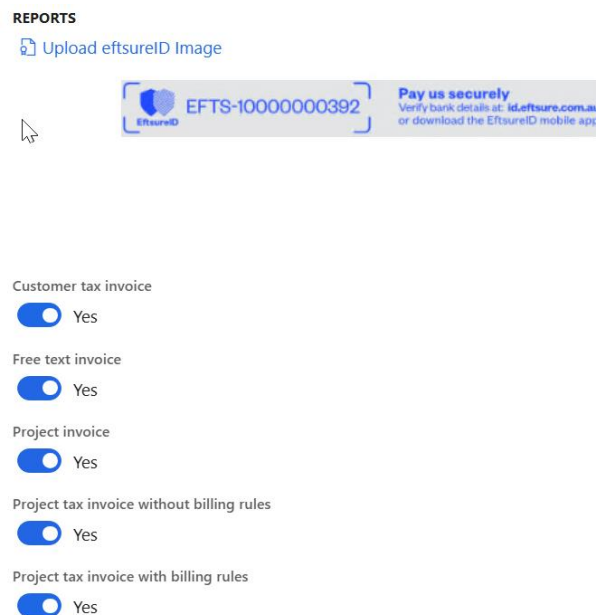 REPORTS
Upload eftsureID Image
EftsureID
EFTS-10000000392
Pay us securely
Verify bank details at: id.eftsure.com.au
or download the EftsureID mobile app
Customer tax invoice
Yes
Free text invoice
Yes
Project invoice
Yes
Project tax invoice without billing rules
Yes
Project tax invoice with billing rules
Yes